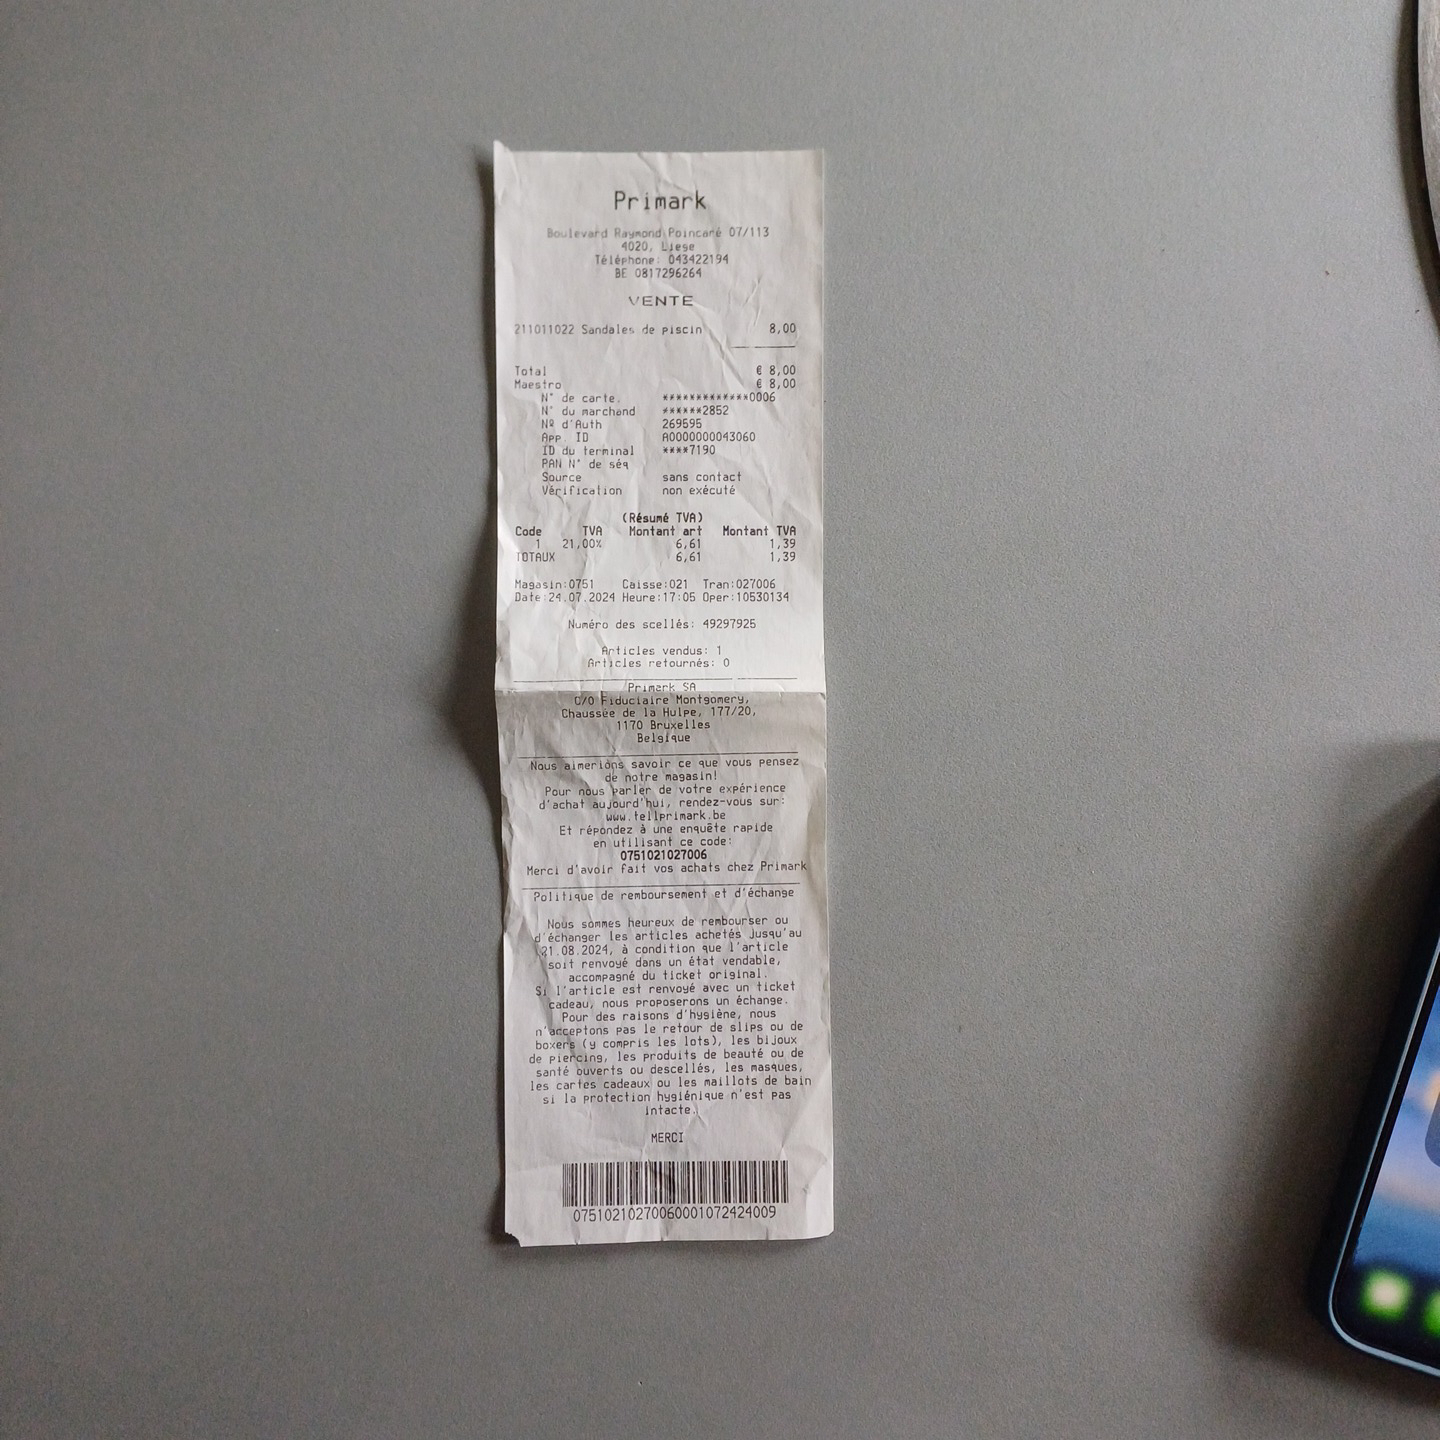 Primark
Boulevard Raymond Poincaré 07/113
4020, Liege
Téléphone: 043422194
BE 0817296264
VENTE
211011022 Sandales de piscin 8,00
Total € 8,00
Maestro € 8,00
N° de carte. *************0006
N° du marchand ******2852
Nº d'Auth 269595
App. ID A0000000043060
ID du terminal ****7190
PAN N° de séq
Source sans contact
Vérification non exécuté
(Résumé TVA)
Code TVA Montant art Montant TVA
1 21,00% 6,61 1,39
TOTAUX 6,61 1,39
Magasin:0751 Caisse:021 Tran:027006
Date:24.07.2024 Heure:17:05 Oper:10530134
Numéro des scellés: 49297925
Articles vendus: 1
Articles retournés: 0
Primark SA
C/O Fiduciaire Montgomery,
Chaussée de la Hulpe, 177/20,
1170 Bruxelles
Belgique
Nous aimerions savoir ce que vous pensez
de notre magasin!
Pour nous parler de votre expérience
d'achat aujourd'hui, rendez-vous sur:
www.tellprimark.be
Et répondez à une enquête rapide
en utilisant ce code:
0751021027006
Merci d'avoir fait vos achats chez Primark
Politique de remboursement et d'échange
Nous sommes heureux de rembourser ou
d'échanger les articles achetés jusqu'au
21.08.2024, à condition que l'article
soit renvoyé dans un état vendable,
accompagné du ticket original.
Si l'article est renvoyé avec un ticket
cadeau, nous proposerons un échange.
Pour des raisons d'hygiène, nous
n'acceptons pas le retour de slips ou de
boxers (y compris les lots), les bijoux
de piercing, les produits de beauté ou de
santé ouverts ou descellés, les masques,
les cartes cadeaux ou les maillots de bain
si la protection hygiénique n'est pas
intacte.
MERCI
07510210270060001072424009